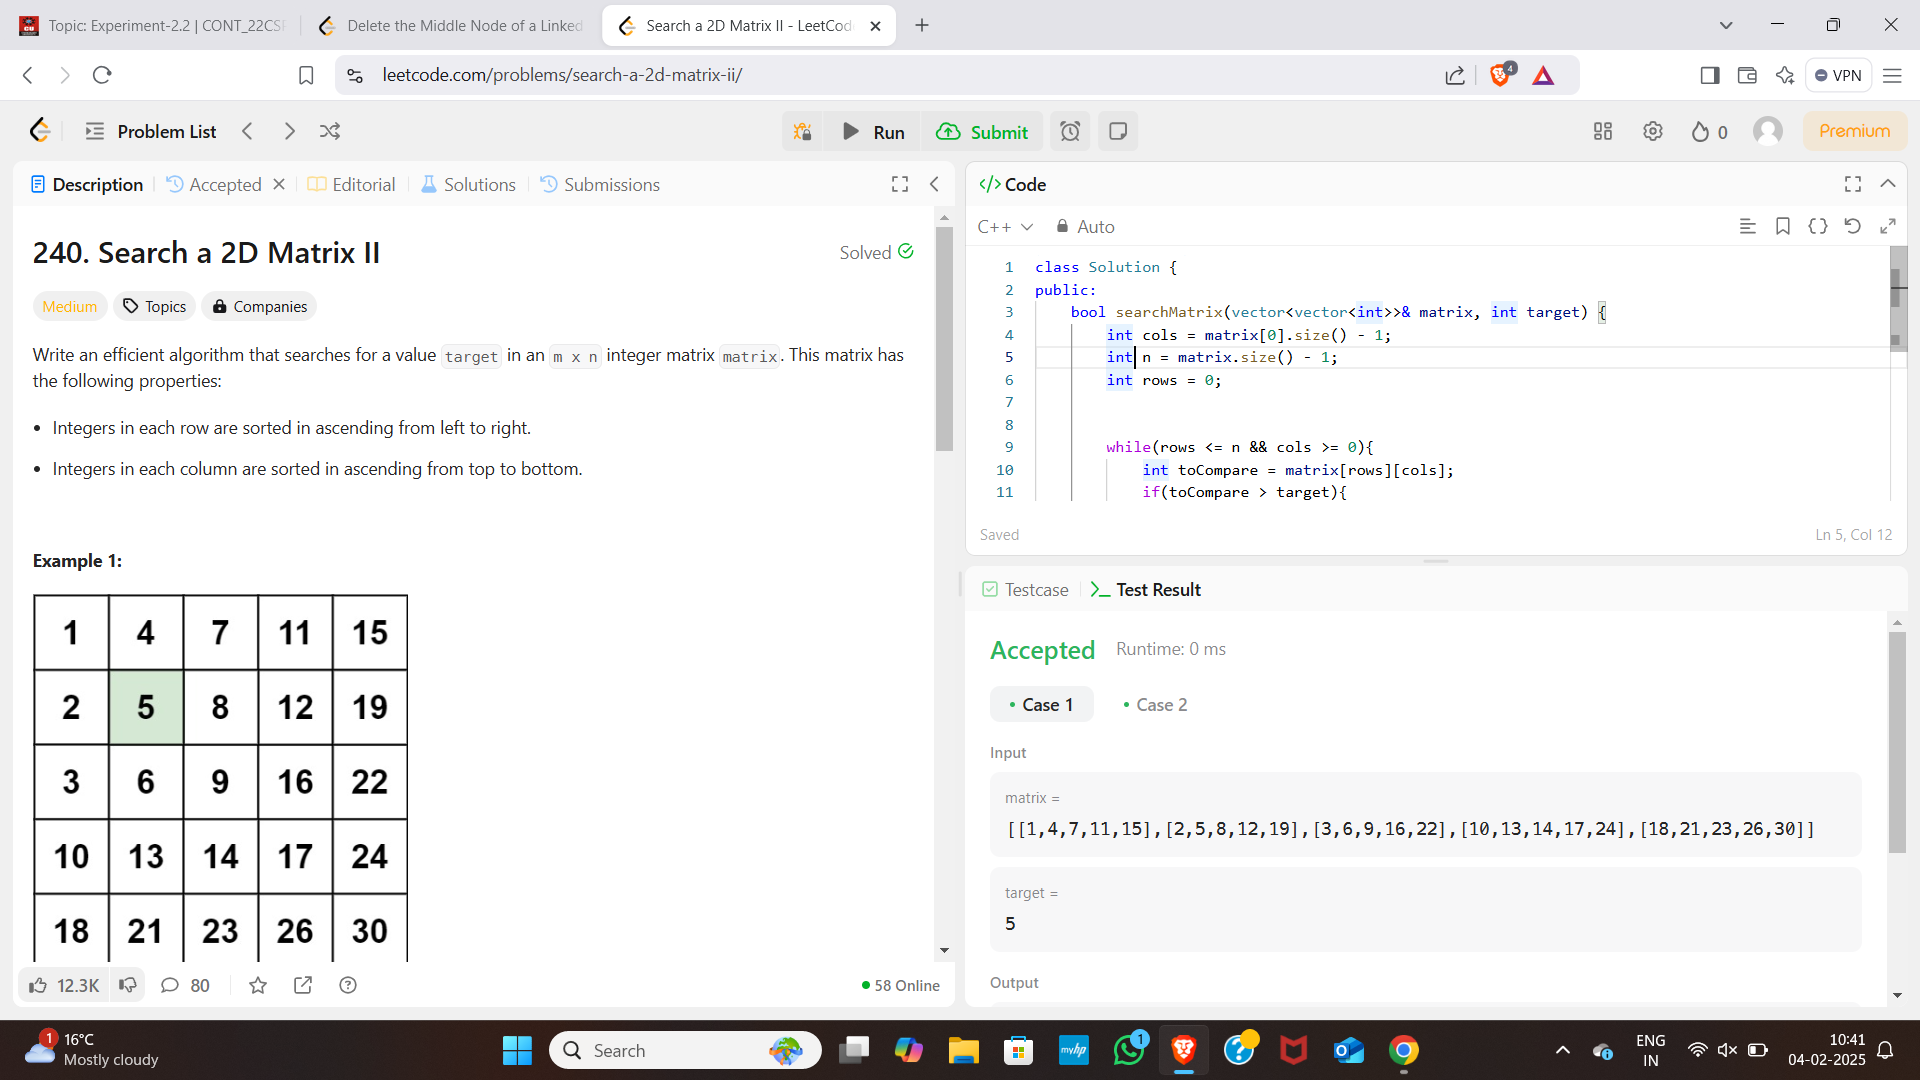 Topic: Experiment-2.2 | CONT_22CS
Delete the Middle Node of a Linked
Search a 2D Matrix II - LeetCod
leetcode.com/problems/search-a-2d-matrix-ii/
4
VPN
Problem List
Run
Submit
0
Premium
Description
Accepted
Editorial
Solutions
Submissions
240. Search a 2D Matrix II
Solved
Medium
Topics
Companies
Write an efficient algorithm that searches for a value target in an m x n integer matrix matrix. This matrix has
the following properties:
• Integers in each row are sorted in ascending from left to right.
• Integers in each column are sorted in ascending from top to bottom.
Example 1:
1 4 7 11 15
2 5 8 12 19
3 6 9 16 22
10 13 14 17 24
18 21 23 26 30
12.3K
80
58 Online
</> Code
C++
Auto
1 class Solution {
2 public:
3 bool searchMatrix(vector<vector<int>>& matrix, int target) {
4 int cols = matrix[0].size() - 1;
5 int n = matrix.size() - 1;
6 int rows = 0;
7
8
9 while(rows <= n && cols >= 0){
10 int toCompare = matrix[rows][cols];
11 if(toCompare > target){
Saved
Ln 5, Col 12
Testcase
Test Result
Accepted
Runtime: 0 ms
• Case 1
• Case 2
Input
matrix =
[[1,4,7,11,15],[2,5,8,12,19],[3,6,9,16,22],[10,13,14,17,24],[18,21,23,26,30]]
target =
5
Output
1
16°C
Mostly cloudy
Search
myhp
1
ENG
IN
10:41
04-02-2025